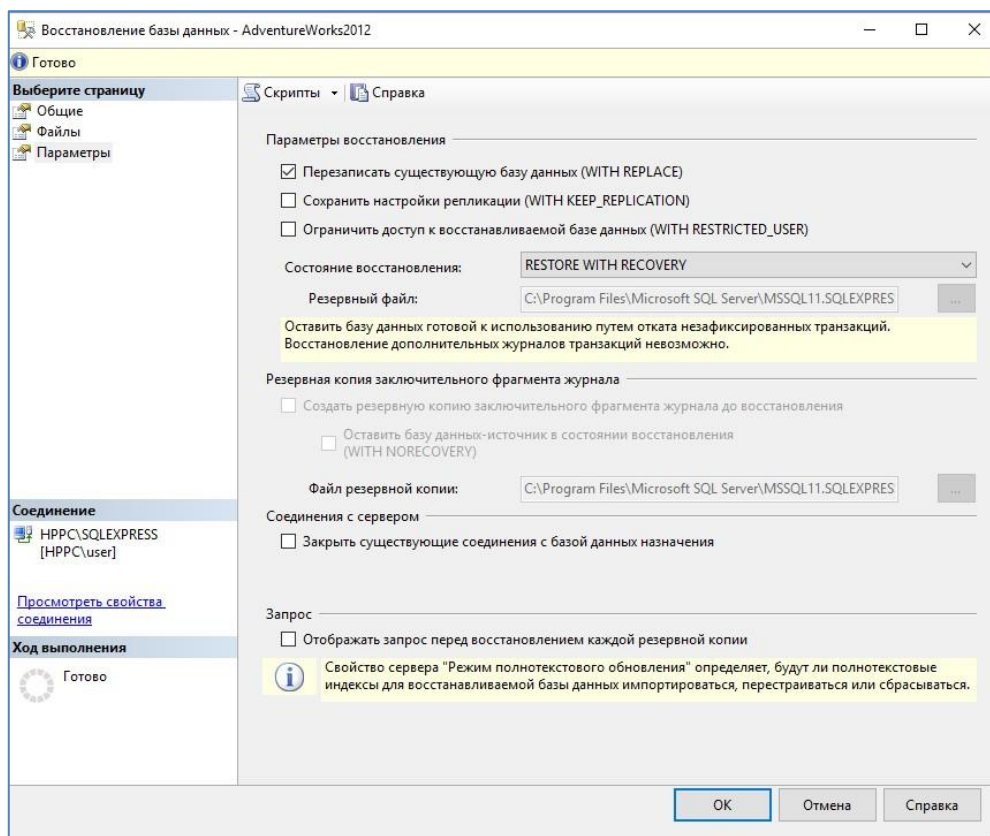 Восстановление базы данных - AdventureWorks2012
Готово
Выберите страницу
Общие
Файлы
Параметры
Скрипты
Справка
Параметры восстановления
Перезаписать существующую базу данных (WITH REPLACE)
Сохранить настройки репликации (WITH KEEP_REPLICATION)
Ограничить доступ к восстанавливаемой базе данных (WITH RESTRICTED_USER)
Состояние восстановления:
RESTORE WITH RECOVERY
Резервный файл:
C:\Program Files\Microsoft SQL Server\MSSQL11.SQLEXPRES
...
Оставить базу данных готовой к использованию путем отката незафиксированных транзакций.
Восстановление дополнительных журналов транзакций невозможно.
Резервная копия заключительного фрагмента журнала
Создать резервную копию заключительного фрагмента журнала до восстановления
Оставить базу данных-источник в состоянии восстановления
(WITH NORECOVERY)
Файл резервной копии:
C:\Program Files\Microsoft SQL Server\MSSQL11.SQLEXPRES
...
Соединения с сервером
Закрыть существующие соединения с базой данных назначения
Запрос
Отображать запрос перед восстановлением каждой резервной копии
Свойство сервера "Режим полнотекстового обновления" определяет, будут ли полнотекстовые
индексы для восстанавливаемой базы данных импортироваться, перестраиваться или сбрасываться.
Соединение
HPPC\SQLEXPRESS
[HPPC\user]
Просмотреть свойства
соединения
Ход выполнения
Готово
OK
Отмена
Справка